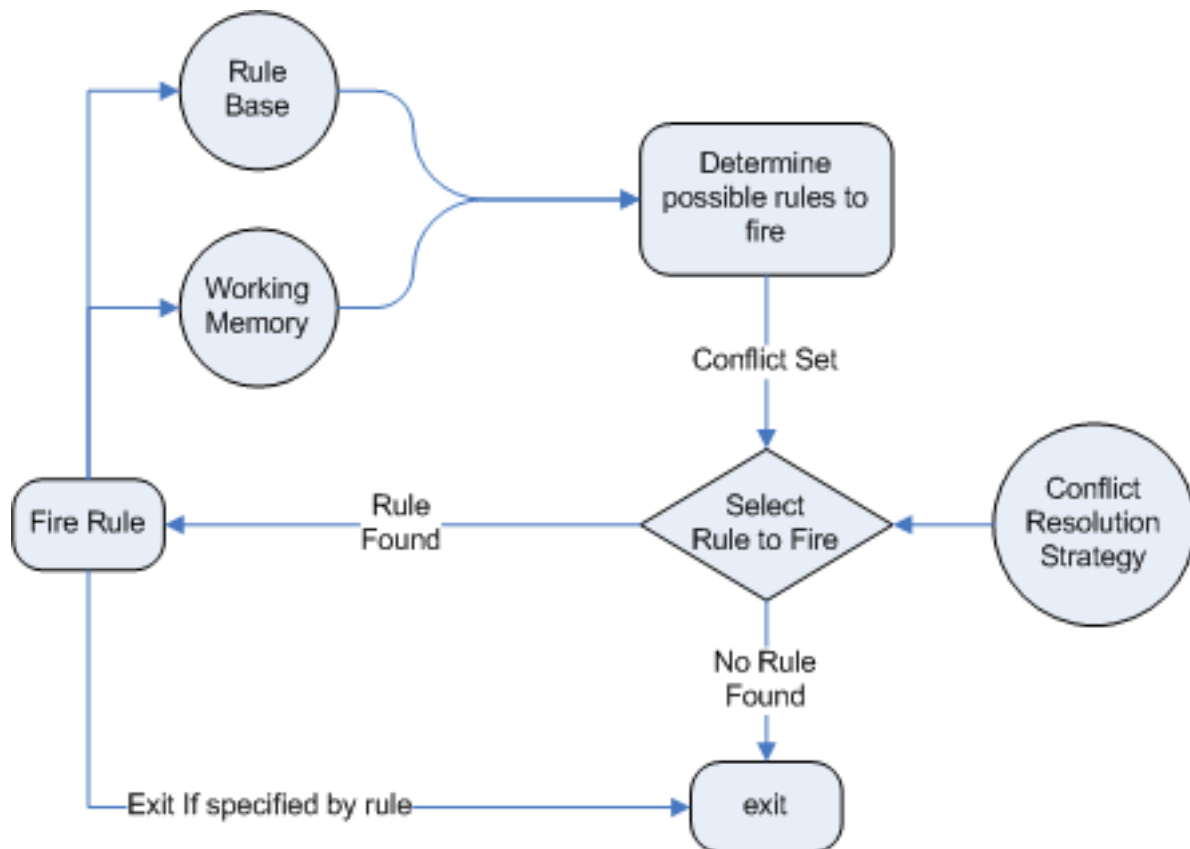 Rule
Base
Determine
possible rules to
fire
Working
Memory
Conflict Set
Conflict
Resolution
Strategy
Select
Rule to Fire
Rule
Found
Fire Rule
No Rule
Found
Exit If specified by rule
exit